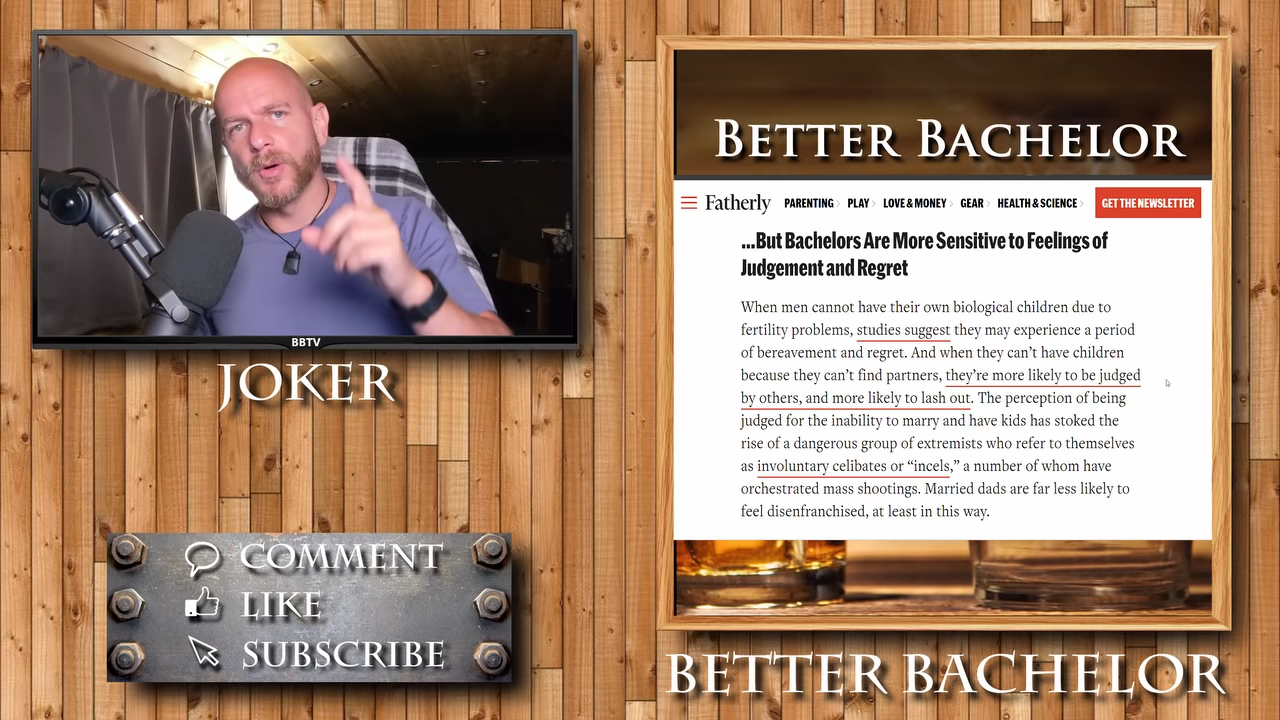 BBTV
JOKER
COMMENT
LIKE
SUBSCRIBE
BETTER BACHELOR
Fatherly
PARENTING
PLAY
LOVE & MONEY
GEAR
HEALTH & SCIENCE
GET THE NEWSLETTER
...But Bachelors Are More Sensitive to Feelings of
Judgement and Regret
When men cannot have their own biological children due to
fertility problems, studies suggest they may experience a period
of bereavement and regret. And when they can't have children
because they can't find partners, they're more likely to be judged
by others, and more likely to lash out. The perception of being
judged for the inability to marry and have kids has stoked the
rise of a dangerous group of extremists who refer to themselves
as involuntary celibates or “incels,” a number of whom have
orchestrated mass shootings. Married dads are far less likely to
feel disenfranchised, at least in this way.
BETTER BACHELOR